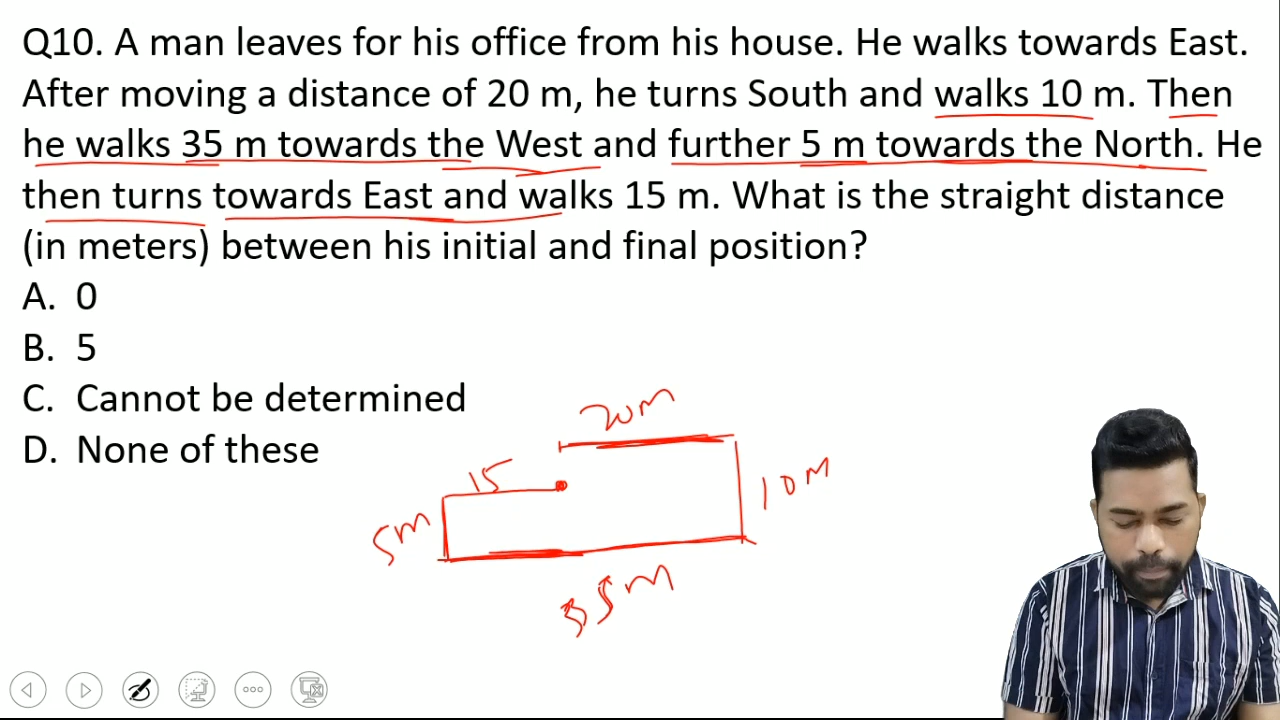 Q10. A man leaves for his office from his house. He walks towards East.
After moving a distance of 20 m, he turns South and walks 10 m. Then
he walks 35 m towards the West and further 5 m towards the North. He
then turns towards East and walks 15 m. What is the straight distance
(in meters) between his initial and final position?
A. 0
B. 5
C. Cannot be determined
D. None of these
20m
15
10m
5m
35m